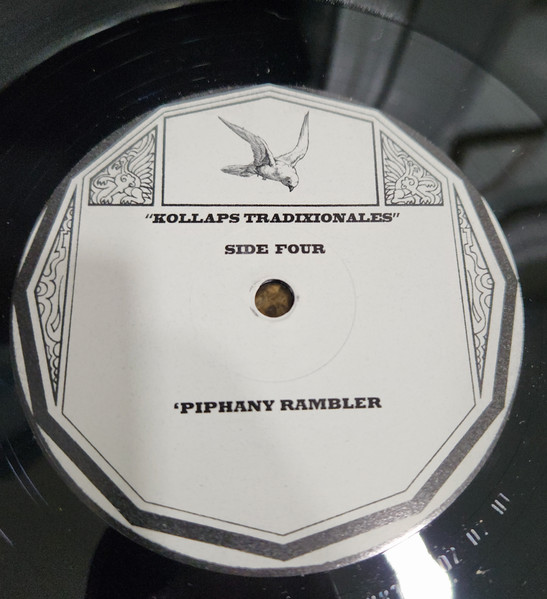 "KOLLAPS TRADIXIONALES"
SIDE FOUR
‘PIPHANY RAMBLER